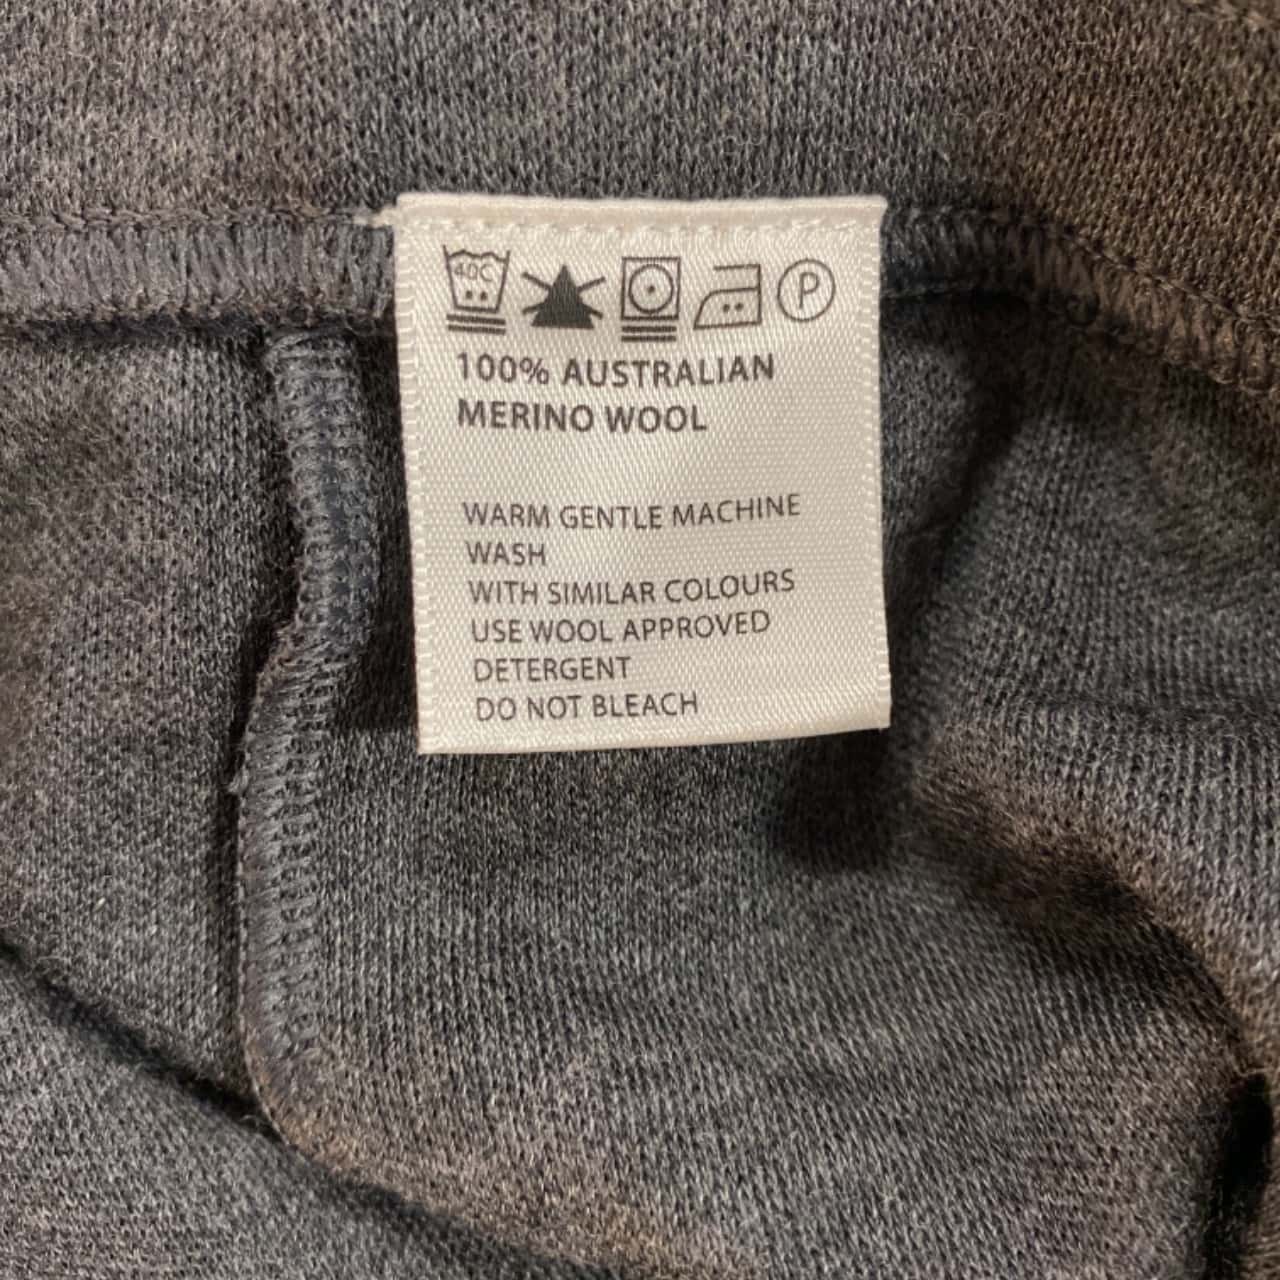 40C P
100% AUSTRALIAN
MERINO WOOL
WARM GENTLE MACHINE
WASH
WITH SIMILAR COLOURS
USE WOOL APPROVED
DETERGENT
DO NOT BLEACH